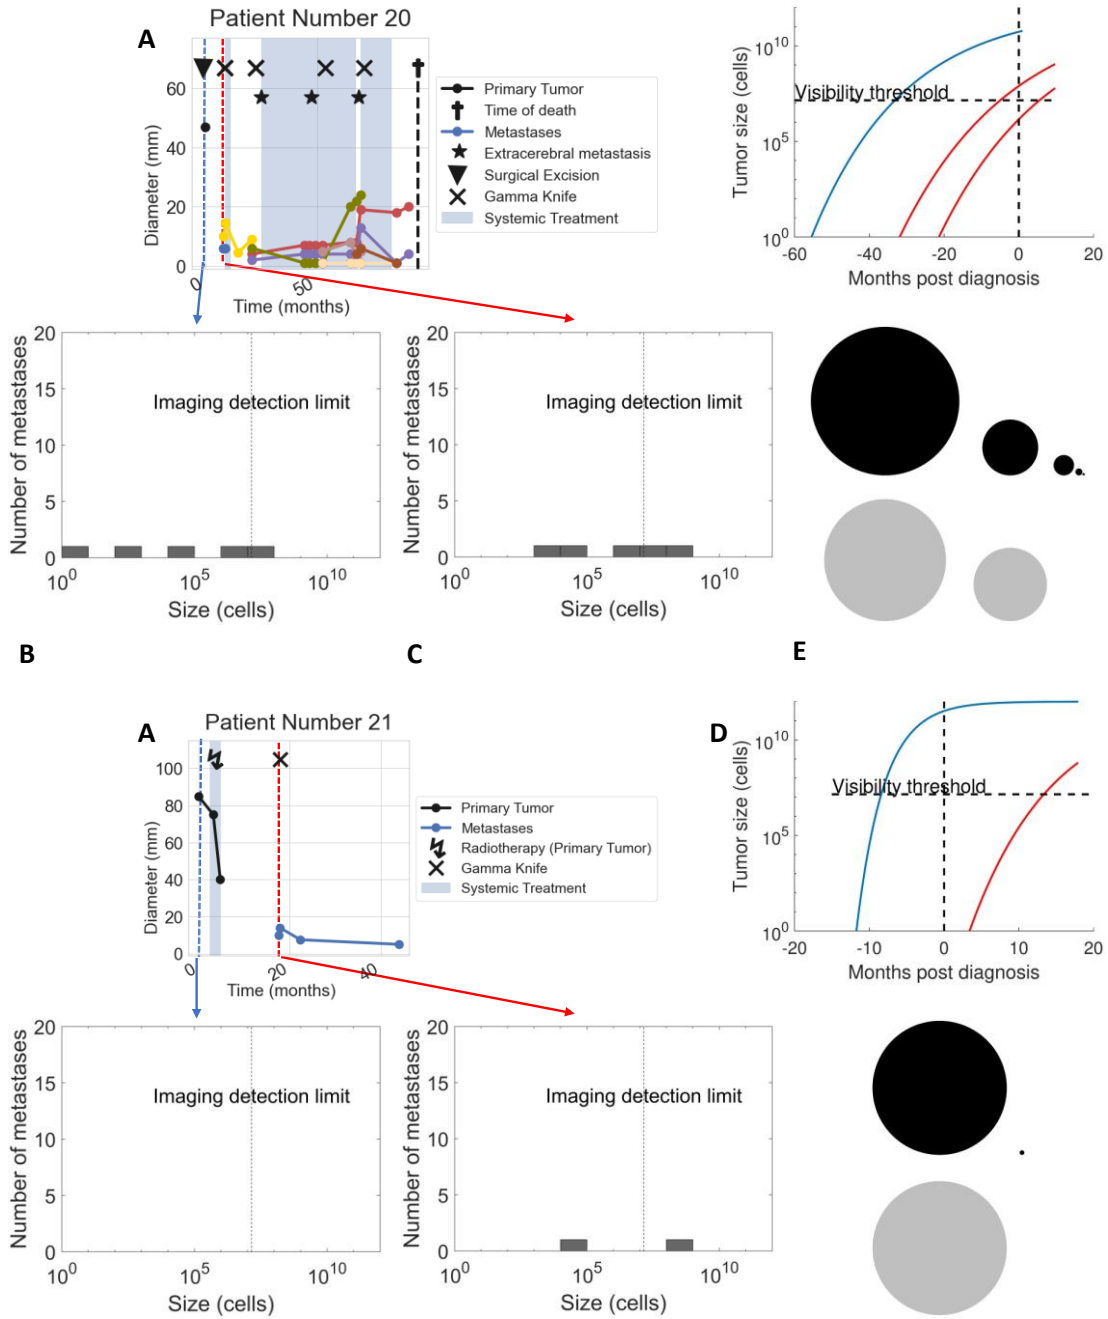 Patient Number 20
A
Diameter (mm)
60
40
20
0
0
50
Time (months)
Primary Tumor
Time of death
Metastases
Extracerebral metastasis
Surgical Excision
Gamma Knife
Systemic Treatment
Tumor size (cells)
10^10
10^5
10^0
Visibility threshold
-60
-40
-20
0
20
Months post diagnosis
Number of metastases
20
15
10
5
0
Imaging detection limit
10^0
10^5
10^10
Size (cells)
Number of metastases
20
15
10
5
0
Imaging detection limit
10^0
10^5
10^10
Size (cells)
B
C
E
Patient Number 21
A
D
Diameter (mm)
100
80
60
40
20
0
0
20
40
Time (months)
Primary Tumor
Metastases
Radiotherapy (Primary Tumor)
Gamma Knife
Systemic Treatment
Tumor size (cells)
10^10
10^5
10^0
Visibility threshold
-20
-10
0
10
20
Months post diagnosis
Number of metastases
20
15
10
5
0
Imaging detection limit
10^0
10^5
10^10
Size (cells)
Number of metastases
20
15
10
5
0
Imaging detection limit
10^0
10^5
10^10
Size (cells)